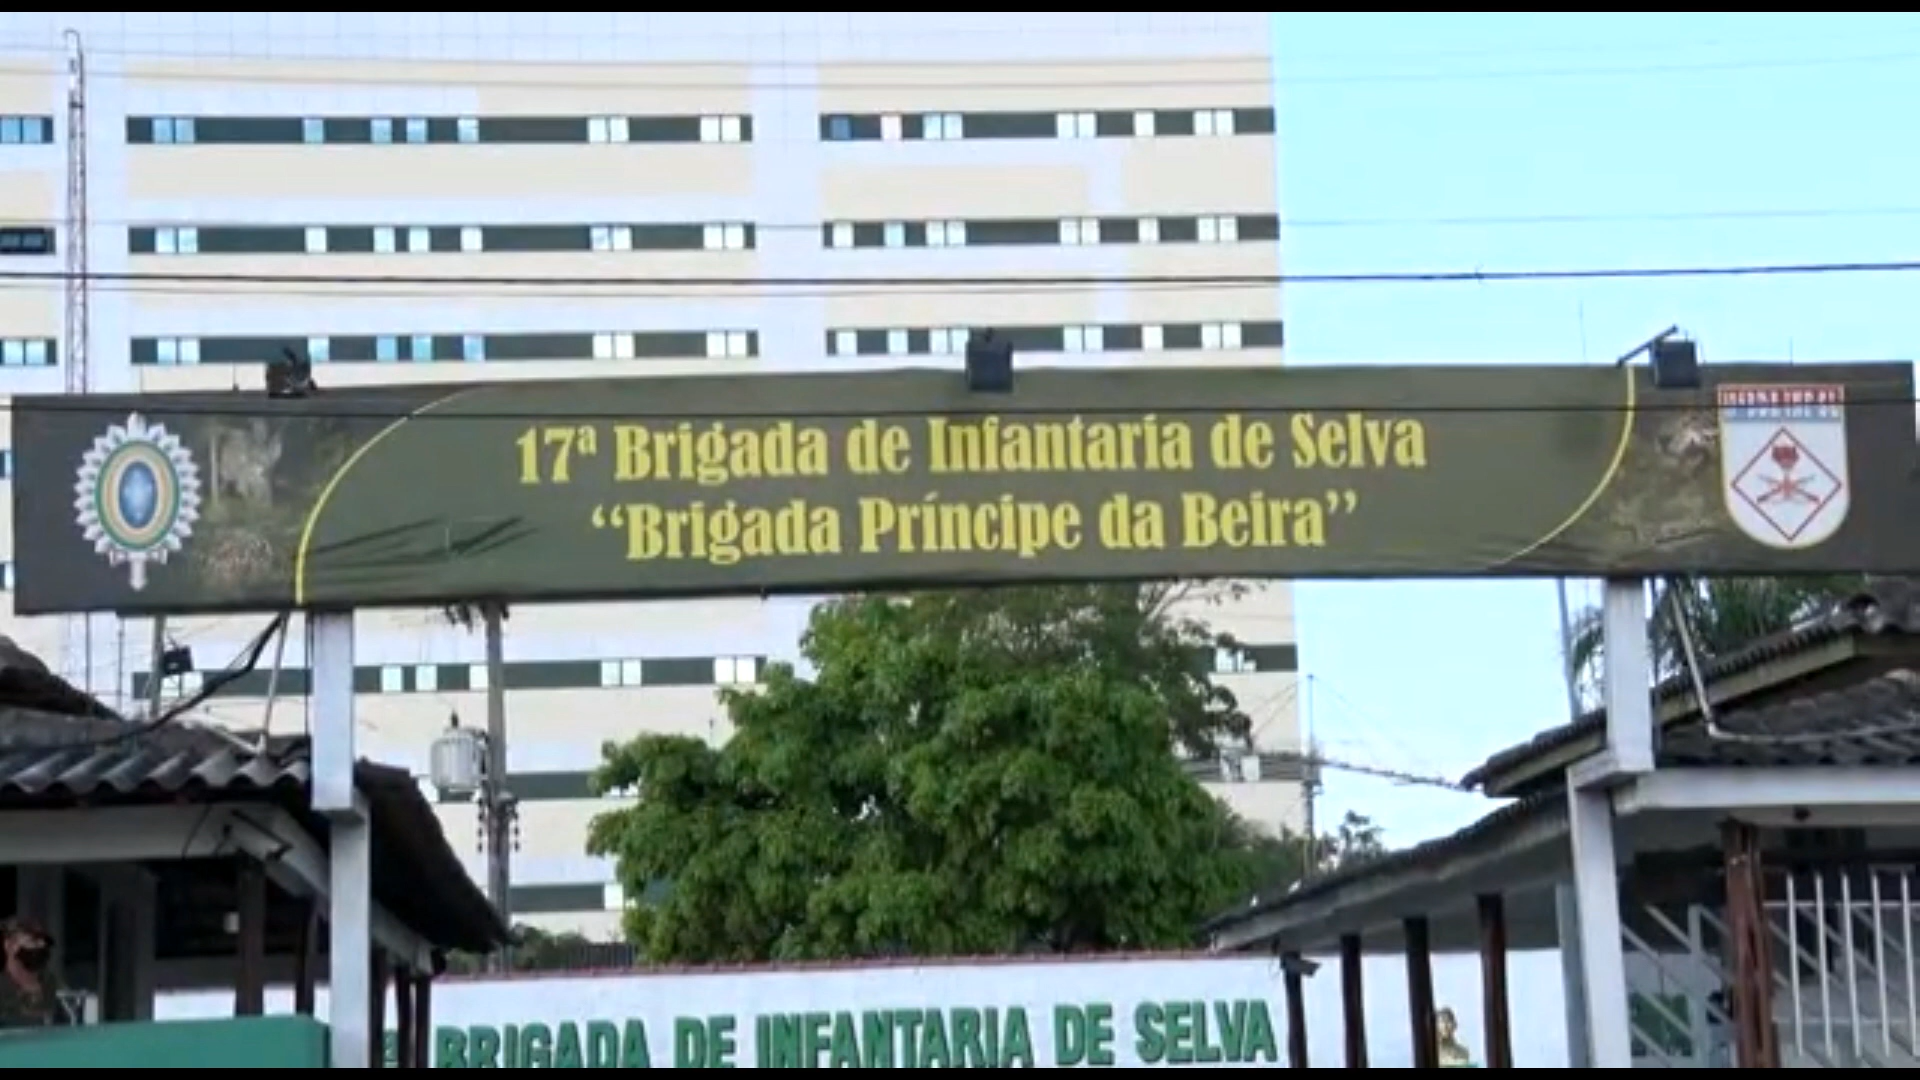 17ª Brigada de Infantaria de Selva
“Brigada Príncipe da Beira”
BRIGADA DE INFANTARIA DE SELVA